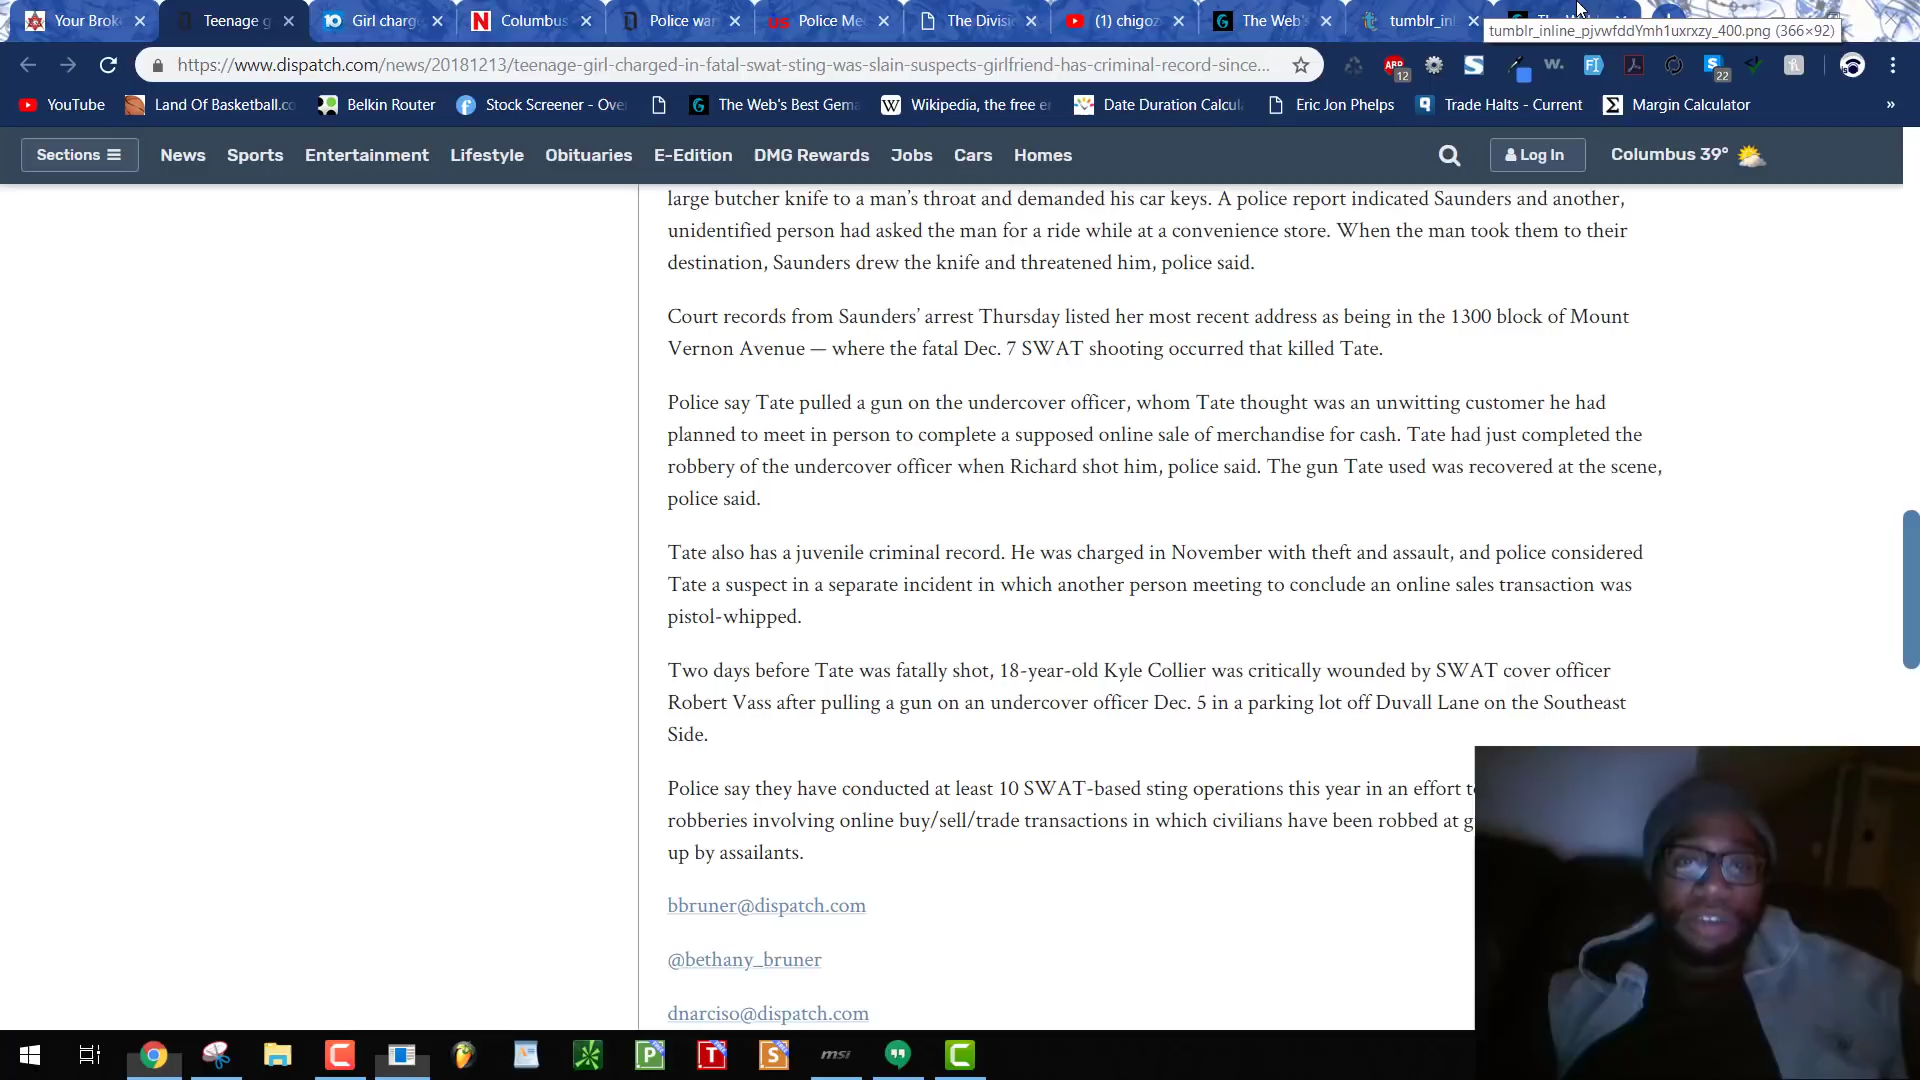 Your Brok
Teenage g
Girl charg
Columbus
Police war
Police Me
The Divisi
(1) chigoz
The Web's
tumblr_in
tumblr_inline_pjvwfddYmh1uxrxzy_400.png (366×92)
https://www.dispatch.com/news/20181213/teenage-girl-charged-in-fatal-swat-sting-was-slain-suspects-girlfriend-has-criminal-record-since...
ABP 12 22
YouTube Land Of Basketball.co Belkin Router Stock Screener - Over The Web's Best Gema Wikipedia, the free e Date Duration Calcul Eric Jon Phelps Trade Halts - Current Margin Calculator »
Sections News Sports Entertainment Lifestyle Obituaries E-Edition DMG Rewards Jobs Cars Homes Log In Columbus 39°
large butcher knife to a man’s throat and demanded his car keys. A police report indicated Saunders and another,
unidentified person had asked the man for a ride while at a convenience store. When the man took them to their
destination, Saunders drew the knife and threatened him, police said.
Court records from Saunders’ arrest Thursday listed her most recent address as being in the 1300 block of Mount
Vernon Avenue — where the fatal Dec. 7 SWAT shooting occurred that killed Tate.
Police say Tate pulled a gun on the undercover officer, whom Tate thought was an unwitting customer he had
planned to meet in person to complete a supposed online sale of merchandise for cash. Tate had just completed the
robbery of the undercover officer when Richard shot him, police said. The gun Tate used was recovered at the scene,
police said.
Tate also has a juvenile criminal record. He was charged in November with theft and assault, and police considered
Tate a suspect in a separate incident in which another person meeting to conclude an online sales transaction was
pistol-whipped.
Two days before Tate was fatally shot, 18-year-old Kyle Collier was critically wounded by SWAT cover officer
Robert Vass after pulling a gun on an undercover officer Dec. 5 in a parking lot off Duvall Lane on the Southeast
Side.
Police say they have conducted at least 10 SWAT-based sting operations this year in an effort to
robberies involving online buy/sell/trade transactions in which civilians have been robbed at g
up by assailants.
bbruner@dispatch.com
@bethany_bruner
dnarciso@dispatch.com
msi